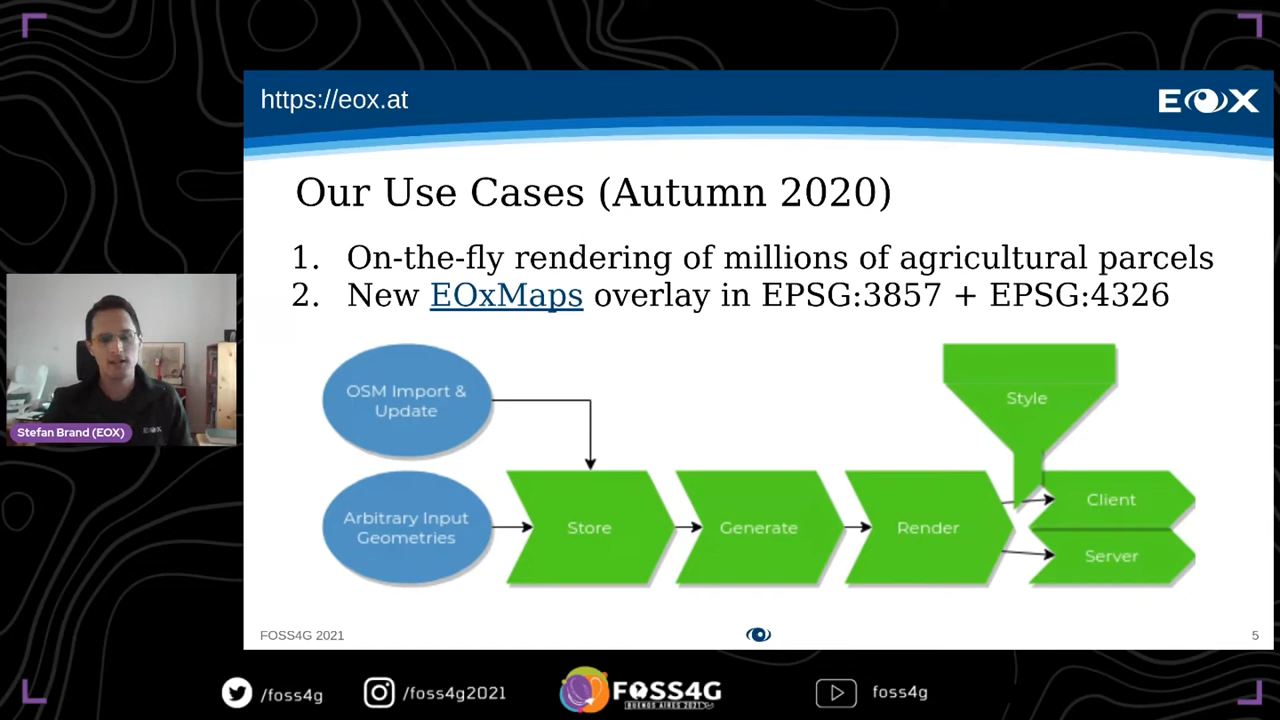 https://eox.at
EOX
Our Use Cases (Autumn 2020)
1. On-the-fly rendering of millions of agricultural parcels
2. New EOxMaps overlay in EPSG:3857 + EPSG:4326
OSM Import &
Update
Style
Arbitrary Input
Geometries
Store
Generate
Render
Client
Server
Stefan Brand (EOX)
EOX
FOSS4G 2021
5
/foss4g
/foss4g2021
FOSS4G
BUENOS AIRES 2021
foss4g